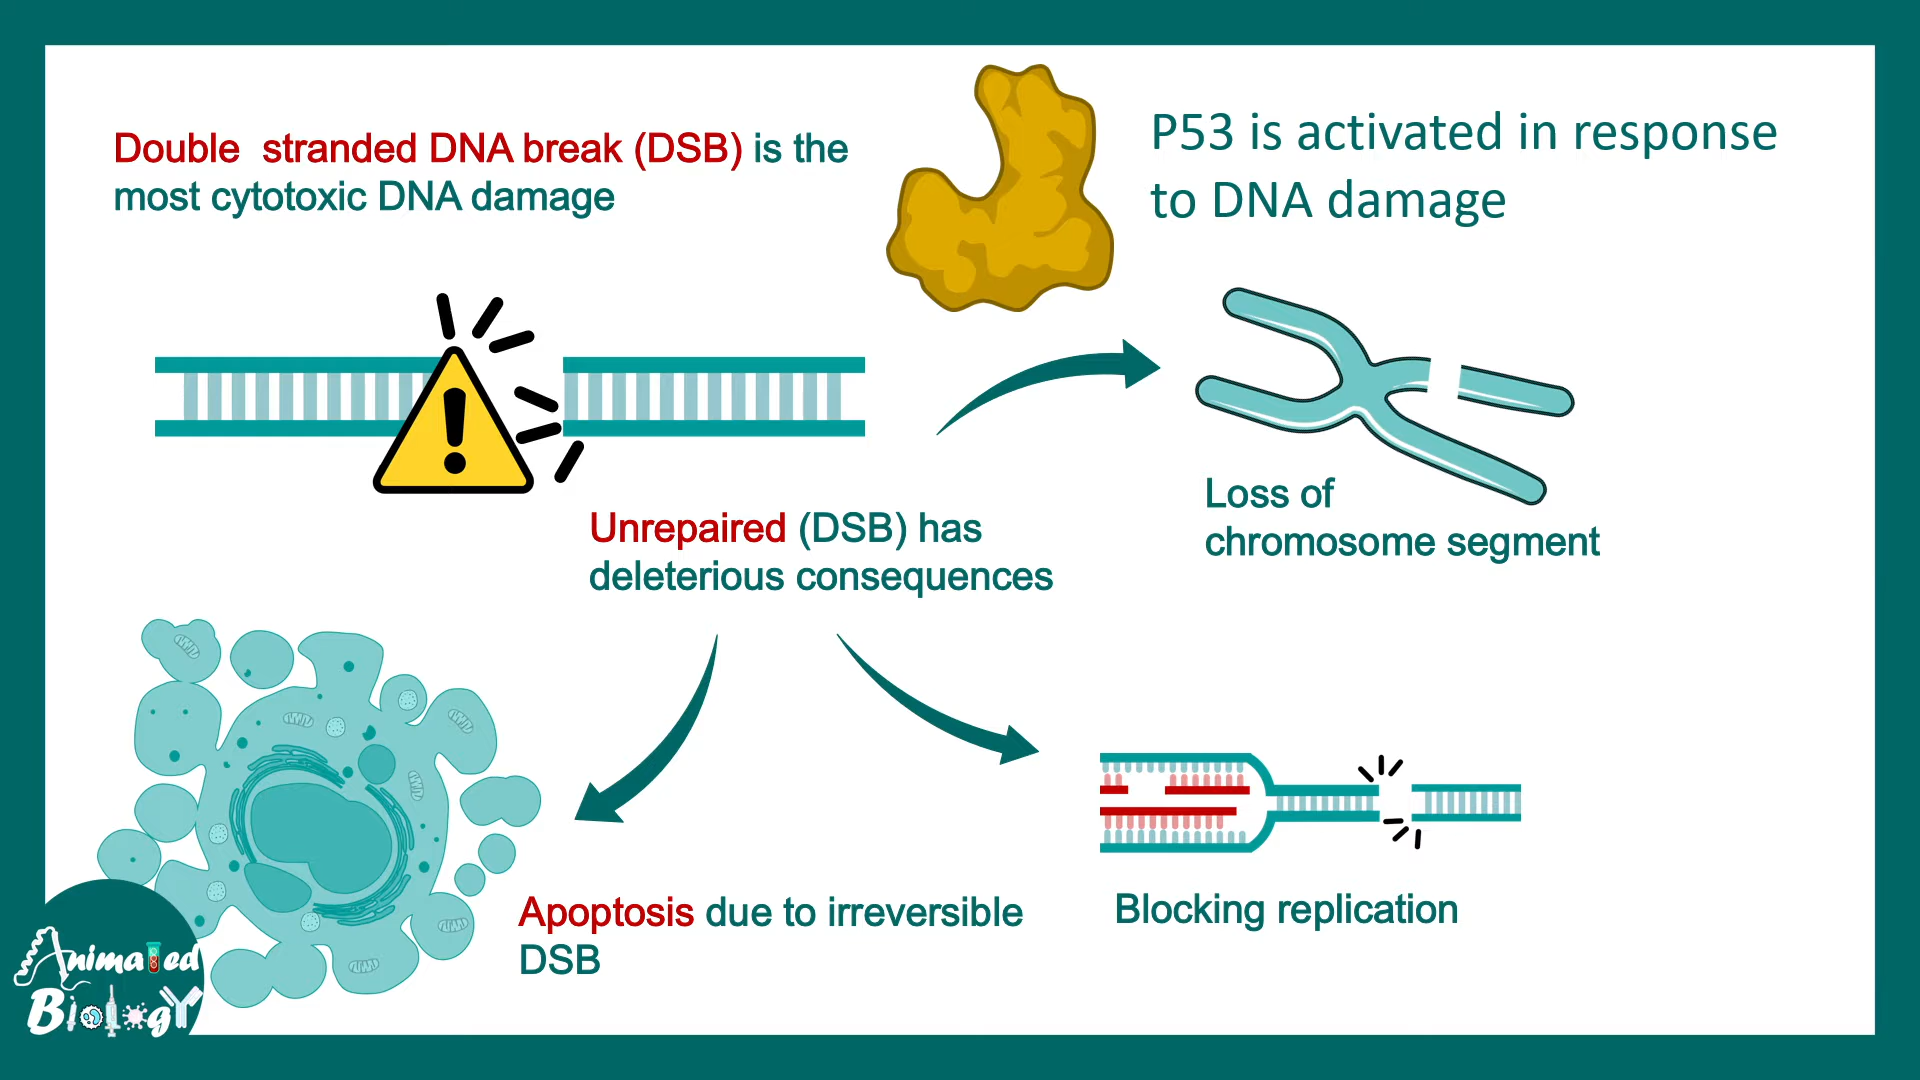 Double  stranded DNA break (DSB) is the
most cytotoxic DNA damage
P53 is activated in response
to DNA damage
Unrepaired (DSB) has
deleterious consequences
Loss of
chromosome segment
Apoptosis due to irreversible
DSB
Blocking replication
Animated
Biology